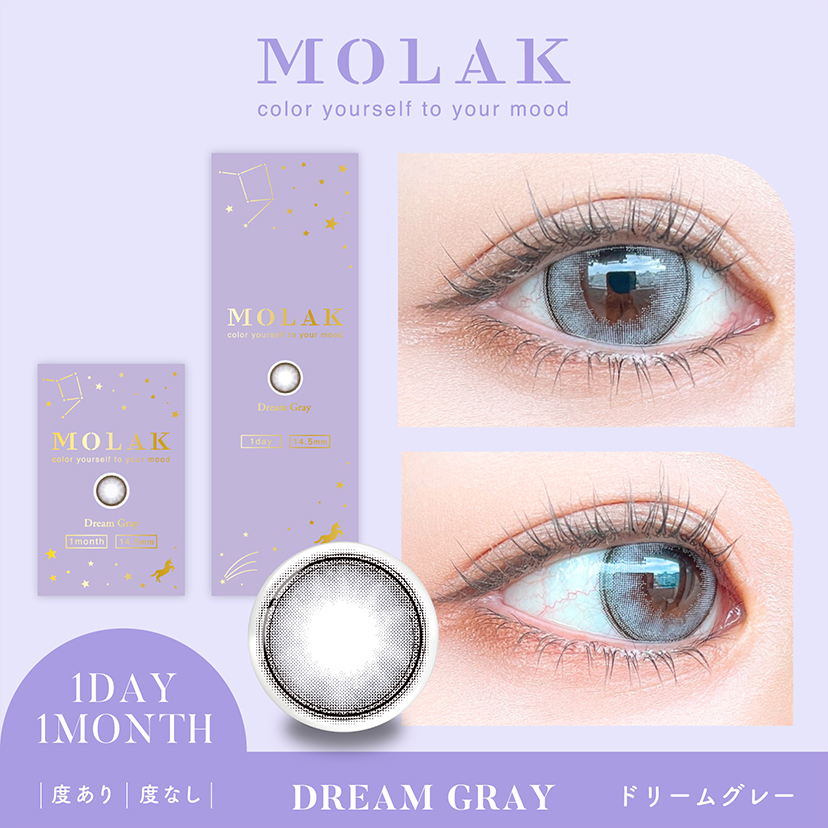 MOLAK
color yourself to your mood
MOLAK
color yourself to your mood
Dream Gray
1day
14.5mm
MOLAK
color yourself to your mood
Dream Gray
1month
1DAY
1MONTH
|度あり|度なし|
DREAM GRAY
ドリームグレー